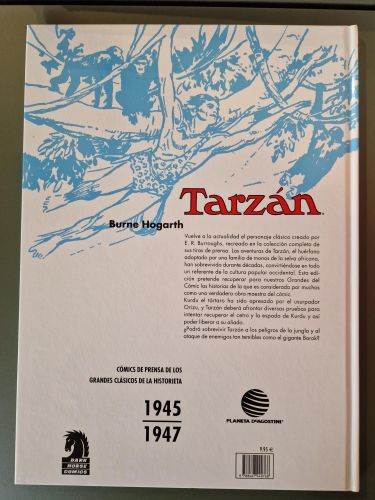 Tarzán
Burne Hogarth
Vuelve a la actualidad el personaje clásico creado por
E. R. Burroughs, recreado en la colección completa de
sus tiras de prensa. Las aventuras de Tarzán, el huérfano
adoptado por una familia de monos de la selva africana,
han sobrevivido durante décadas, convirtiéndose en todo
un referente de la cultura popular occidental. Esta edi-
ción pretende recuperar para nuestros Grandes del
Cómic las historias de la que es considerada por muchos
como una verdadera obra maestra del cómic.
Kurdu el tártaro ha sido apresado por el usurpador
Orizu, y Tarzán deberá afrontar diversas pruebas para
intentar recuperar el cetro y la espada de Kurdu y así
poder liberar a su aliado.
¿Podrá sobrevivir Tarzán a los peligros de la jungla y al
ataque de enemigos tan temibles como el gigante Barak?
CÓMICS DE PRENSA DE LOS
GRANDES CLÁSICOS DE LA HISTORIETA
1945
1947
PLANETA DEAGOSTINI
9,95 €
DARK
HORSE
COMICS